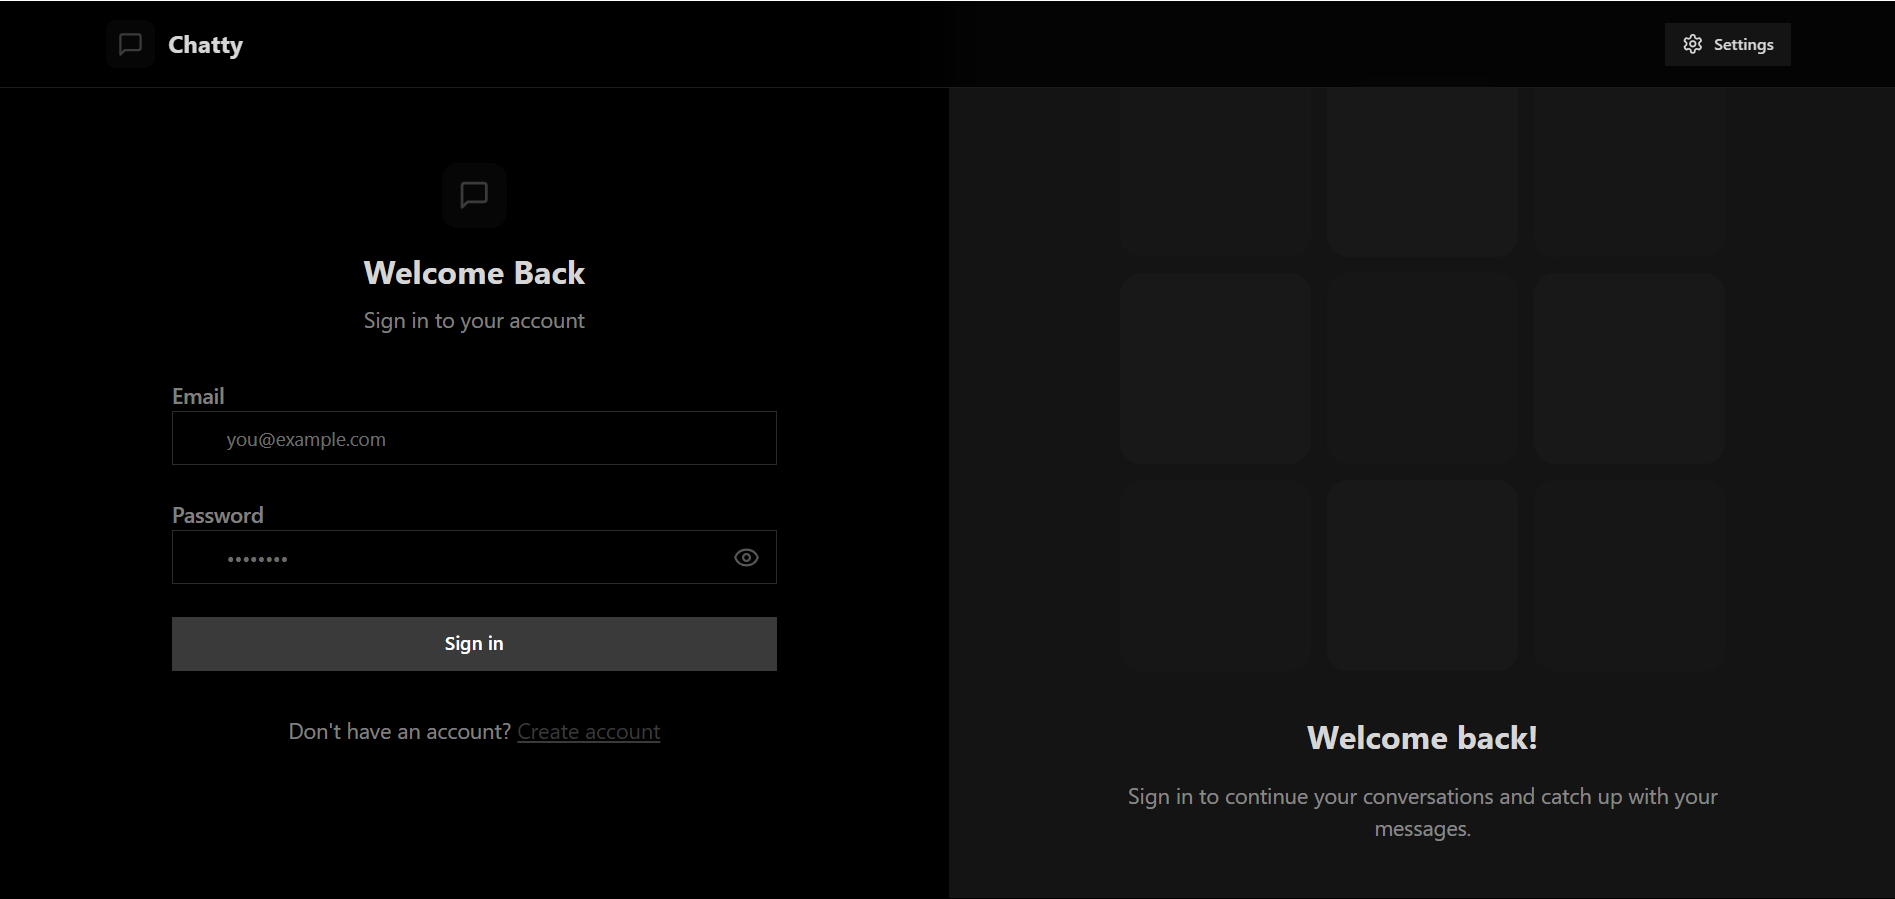 Chatty
Settings
Welcome Back
Sign in to your account
Email
you@example.com
Password
••••••••
Sign in
Don't have an account? Create account
Welcome back!
Sign in to continue your conversations and catch up with your
messages.